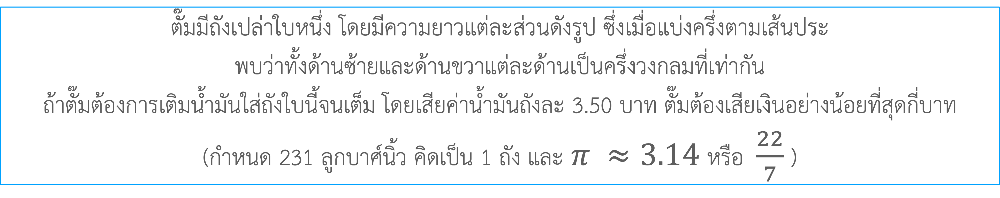 ตั๊มมีถังเปล่าใบหนึ่ง โดยมีความยาวแต่ละส่วนดังรูป ซึ่งเมื่อแบ่งครึ่งตามเส้นประ
พบว่าทั้งด้านซ้ายและด้านขวาแต่ละด้านเป็นครึ่งวงกลมที่เท่ากัน
ถ้าตั๊มต้องการเติมน้ำมันใส่ถังใบนี้จนเต็ม โดยเสียค่าน้ำมันถังละ 3.50 บาท ตั๊มต้องเสียเงินอย่างน้อยที่สุดกี่บาท
(กำหนด 231 ลูกบาศ์นิ้ว คิดเป็น 1 ถัง และ π ≈ 3.14 หรือ 22/7 )